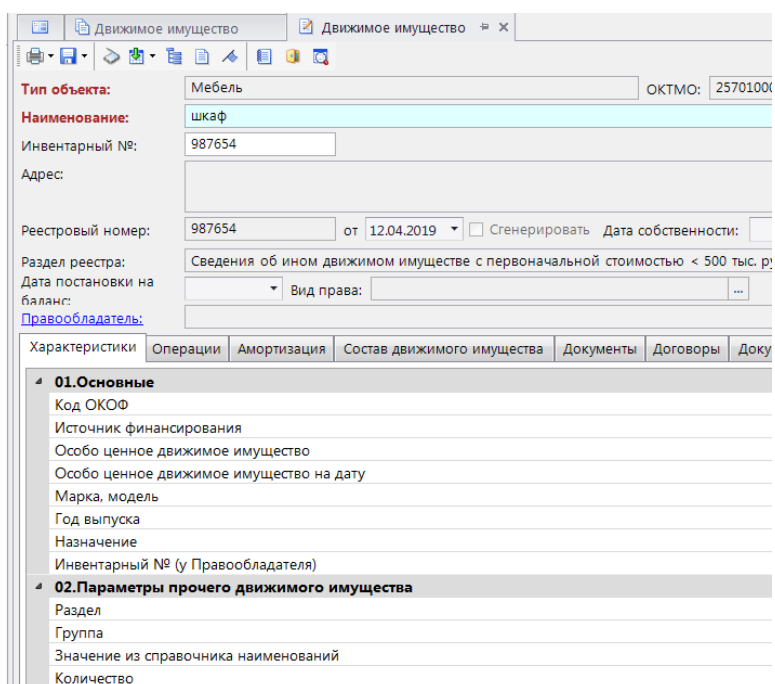 Движимое имущество Движимое имущество
Тип объекта: Мебель ОКТМО: 25701000
Наименование: шкаф
Инвентарный №: 987654
Адрес:
Реестровый номер: 987654 от 12.04.2019 Сгенерировать Дата собственности:
Раздел реестра: Сведения об ином движимом имуществе с первоначальной стоимостью < 500 тыс. ру
Дата постановки на
баланс: Вид права: ...
Правообладатель:
Характеристики Операции Амортизация Состав движимого имущества Документы Договоры Доку
01.Основные
Код ОКОФ
Источник финансирования
Особо ценное движимое имущество
Особо ценное движимое имущество на дату
Марка, модель
Год выпуска
Назначение
Инвентарный № (у Правообладателя)
02.Параметры прочего движимого имущества
Раздел
Группа
Значение из справочника наименований
Количество